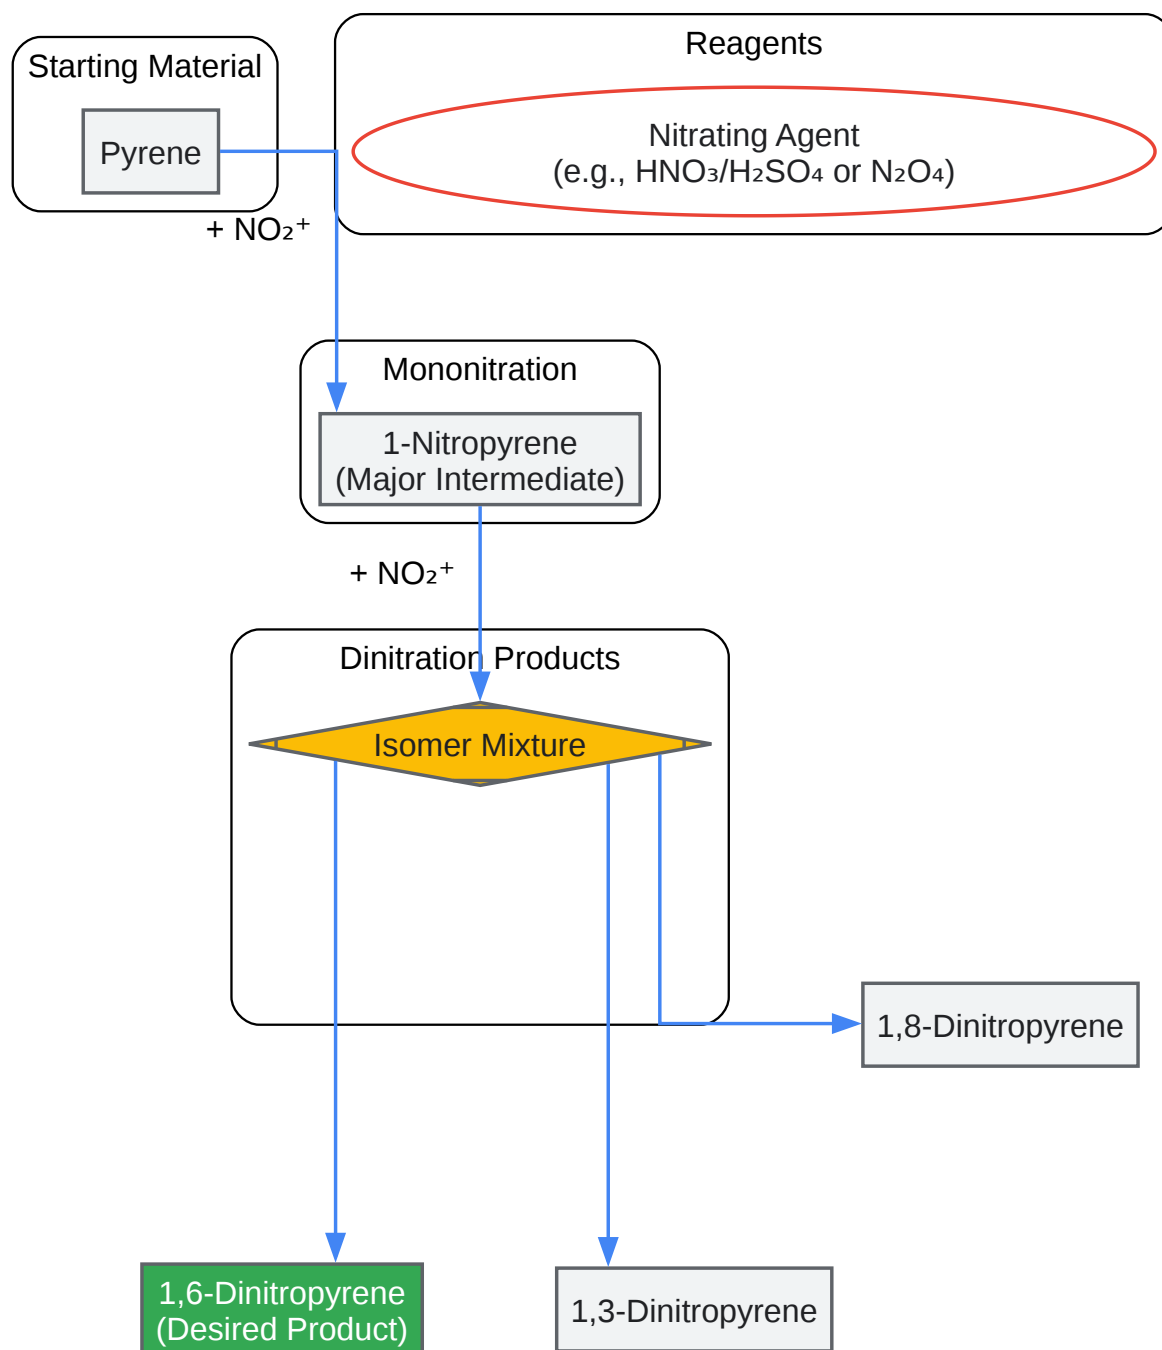 Starting Material
Pyrene
Reagents
Nitrating Agent
(e.g., HNO₃/H₂SO₄ or N₂O₄)
+ NO₂⁺
Mononitration
1-Nitropyrene
(Major Intermediate)
+ NO₂⁺
Dinitration Products
Isomer Mixture
1,8-Dinitropyrene
1,6-Dinitropyrene
(Desired Product)
1,3-Dinitropyrene